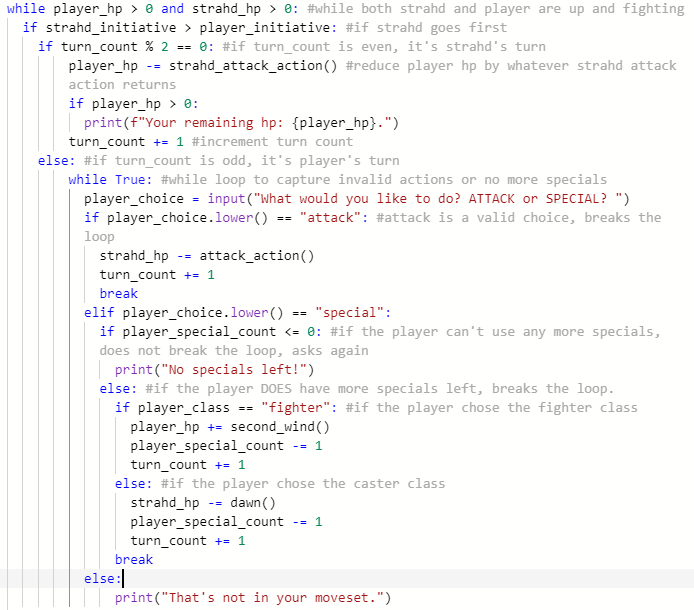 while player_hp > 0 and strahd_hp > 0: #while both strahd and player are up and fighting
if strahd_initiative > player_initiative: #if strahd goes first
if turn_count % 2 == 0: #if turn_count is even, it's strahd's turn
player_hp -= strahd_attack_action() #reduce player hp by whatever strahd attack
action returns
if player_hp > 0:
print(f"Your remaining hp: {player_hp}.")
turn_count += 1 #increment turn count
else: #if turn_count is odd, it's player's turn
while True: #while loop to capture invalid actions or no more specials
player_choice = input("What would you like to do? ATTACK or SPECIAL? ")
if player_choice.lower() == "attack": #attack is a valid choice, breaks the
loop
strahd_hp -= attack_action()
turn_count += 1
break
elif player_choice.lower() == "special":
if player_special_count <= 0: #if the player can't use any more specials,
does not break the loop, asks again
print("No specials left!")
else: #if the player DOES have more specials left, breaks the loop.
if player_class == "fighter": #if the player chose the fighter class
player_hp += second_wind()
player_special_count -= 1
turn_count += 1
else: #if the player chose the caster class
strahd_hp -= dawn()
player_special_count -= 1
turn_count += 1
break
else:
print("That's not in your moveset.")